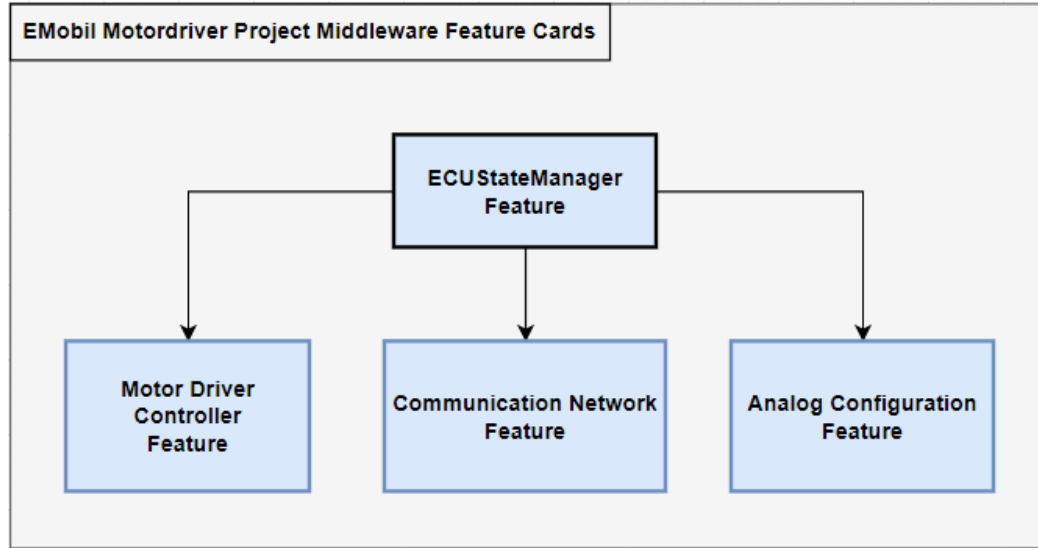 EMobil Motordriver Project Middleware Feature Cards
ECUStateManager
Feature
Motor Driver
Controller
Feature
Communication Network
Feature
Analog Configuration
Feature